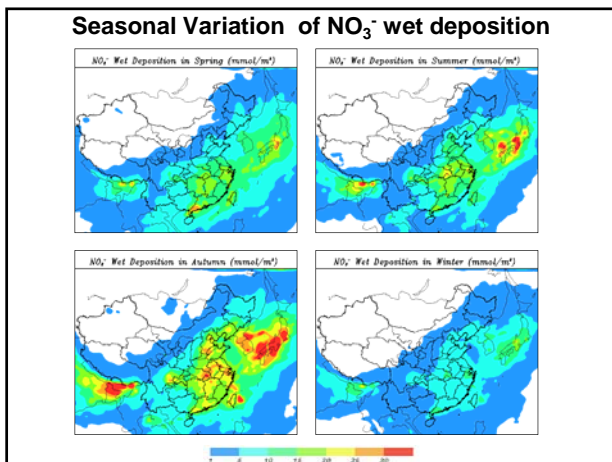 Seasonal Variation of NO₃⁻ wet deposition
NO₃⁻ Wet Deposition in Spring (mmol/m²)
NO₃⁻ Wet Deposition in Summer (mmol/m²)
NO₃⁻ Wet Deposition in Autumn (mmol/m²)
NO₃⁻ Wet Deposition in Winter (mmol/m²)